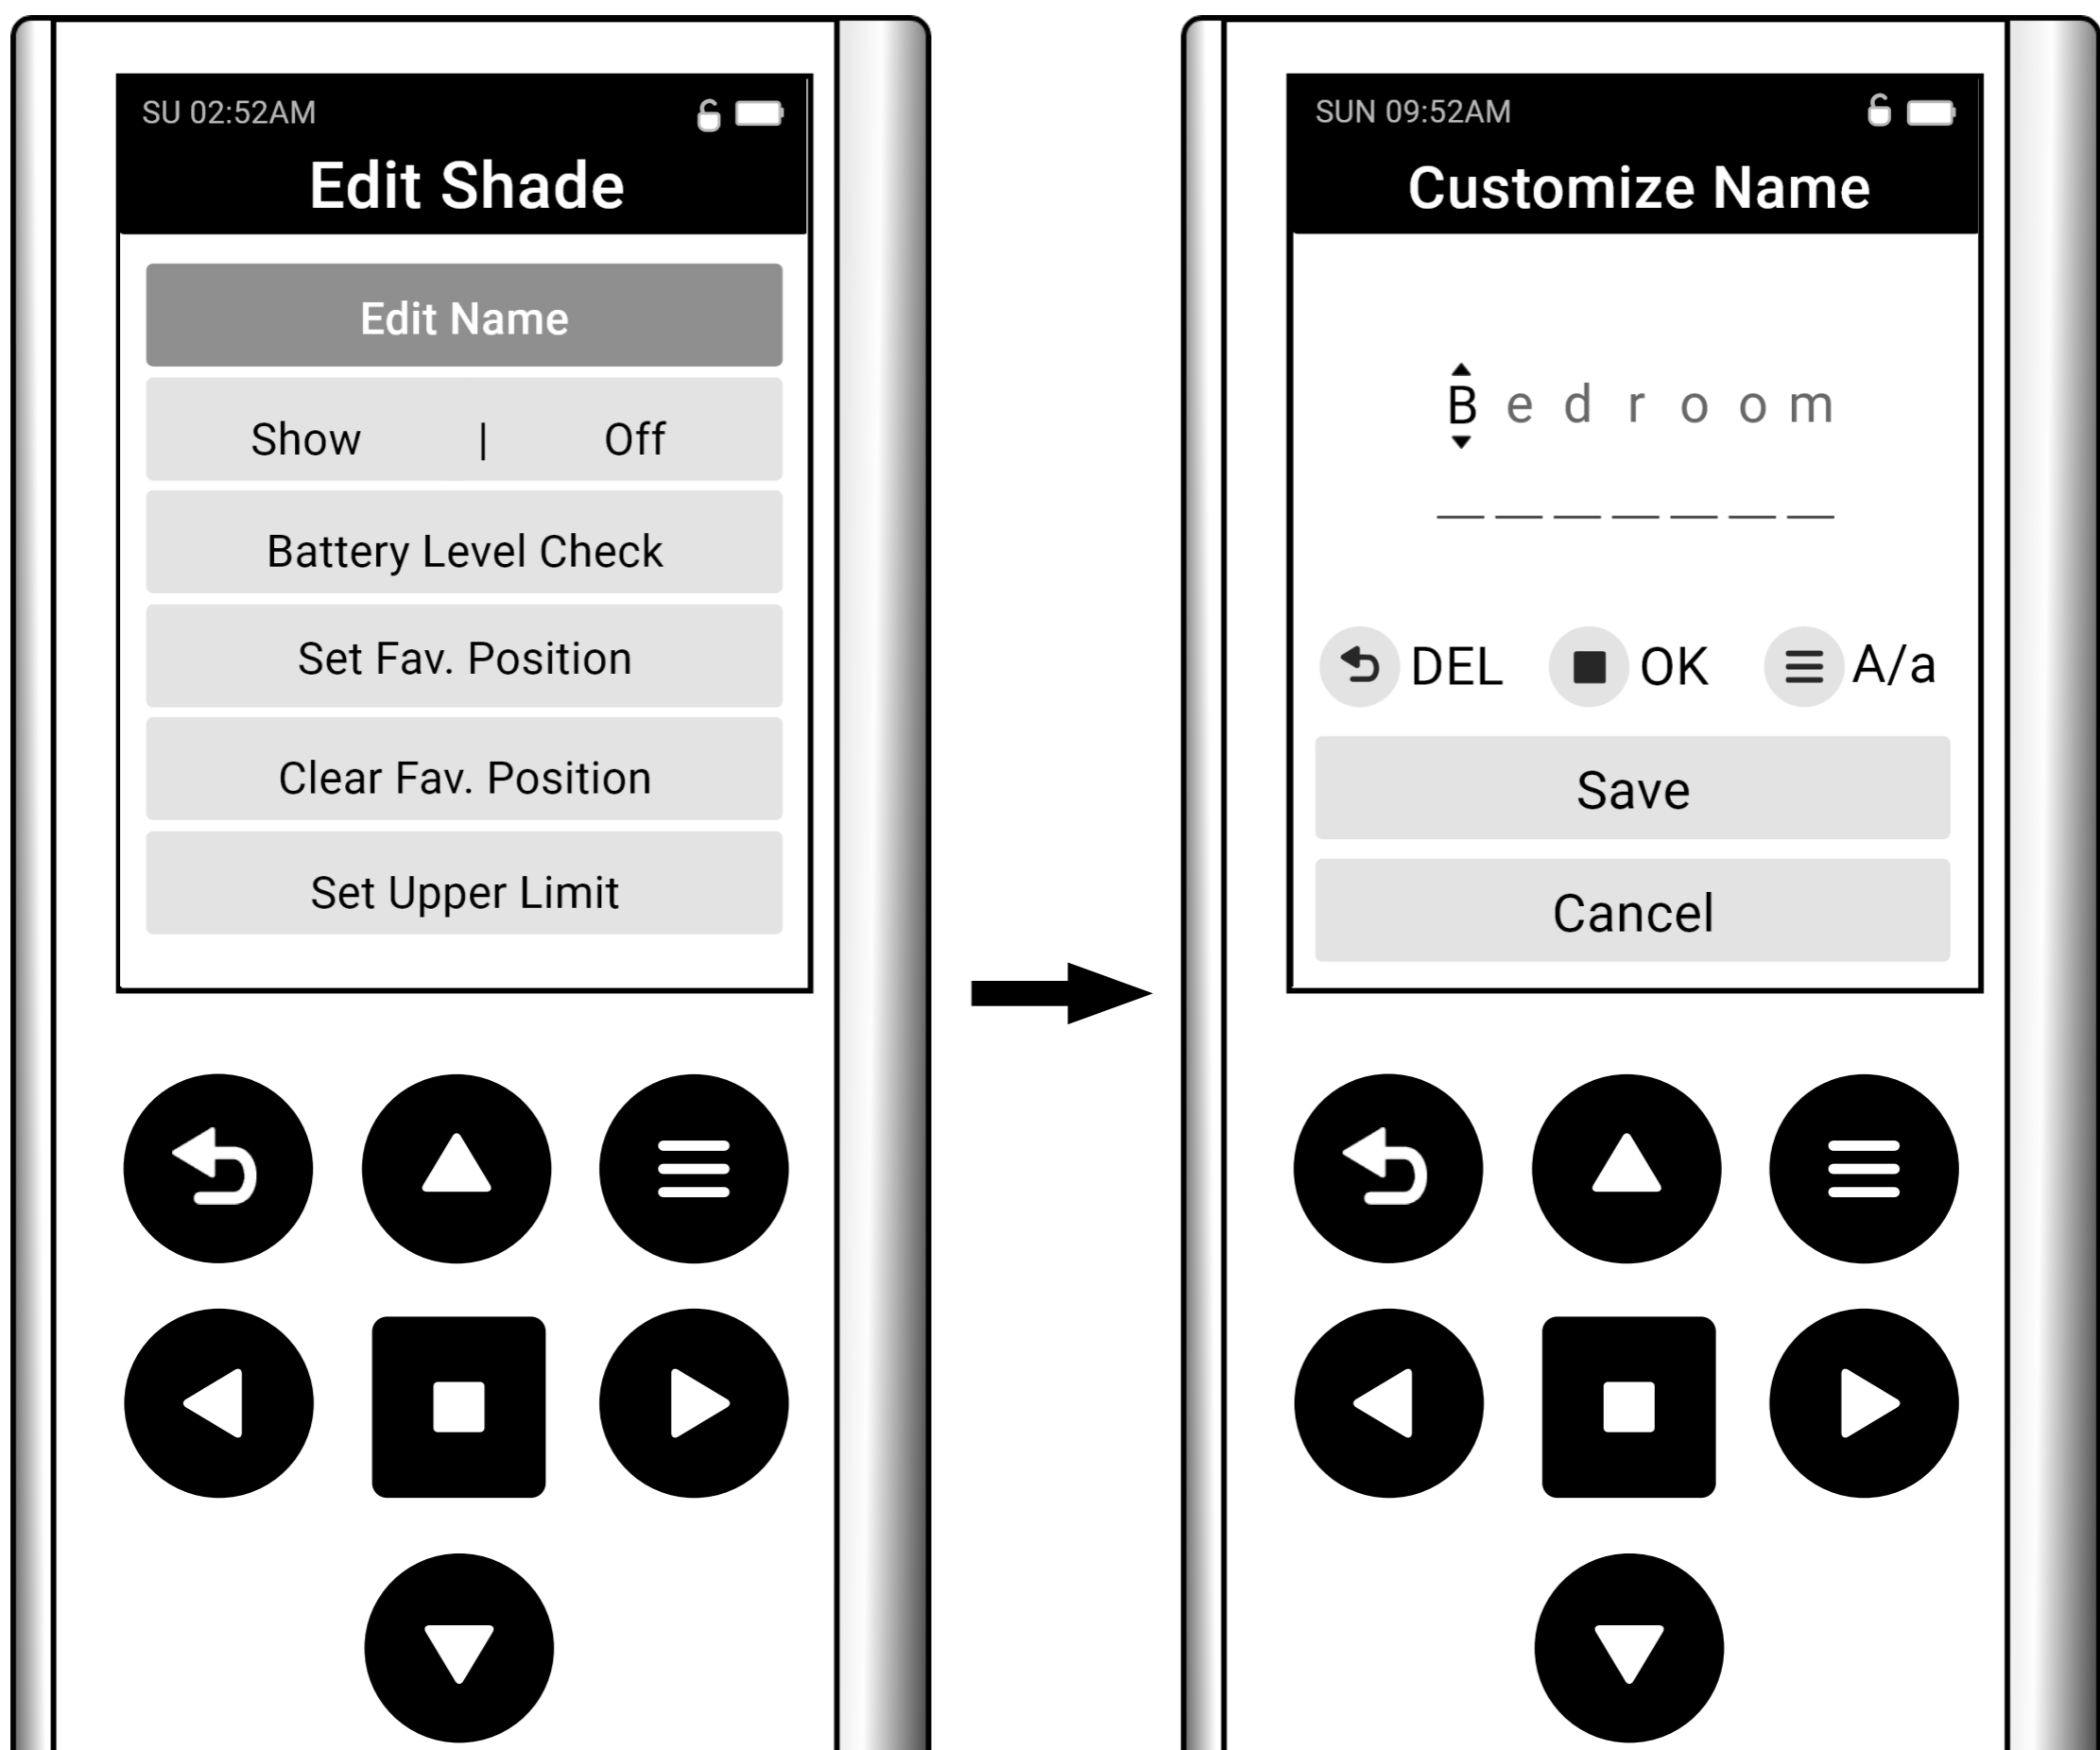 SU 02:52AM
Edit Shade
Edit Name
Show | Off
Battery Level Check
Set Fav. Position
Clear Fav. Position
Set Upper Limit
SUN 09:52AM
Customize Name
Bedroom
DEL OK A/a
Save
Cancel